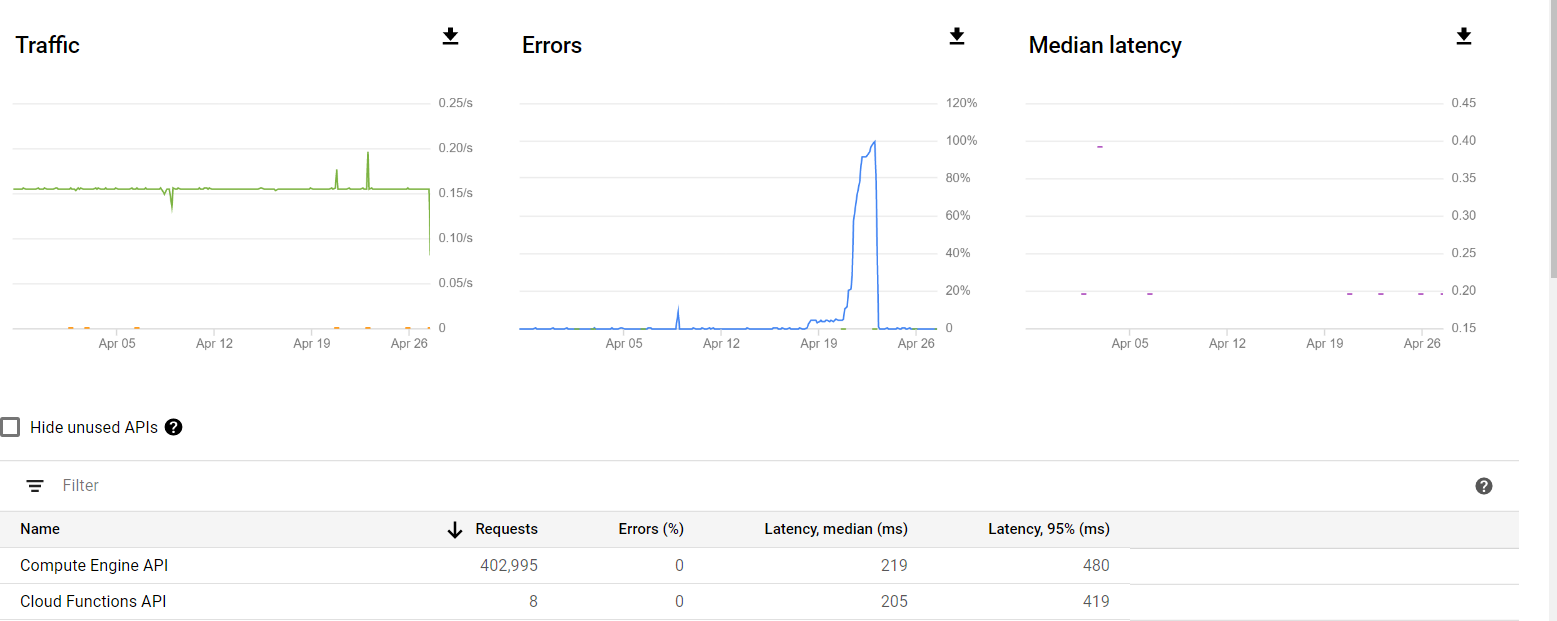 Traffic
Errors
Median latency
0.25/s
0.20/s
0.15/s
0.10/s
0.05/s
0
Apr 05 Apr 12 Apr 19 Apr 26
120%
100%
80%
60%
40%
20%
0
Apr 05 Apr 12 Apr 19 Apr 26
0.45
0.40
0.35
0.30
0.25
0.20
0.15
Apr 05 Apr 12 Apr 19 Apr 26
Hide unused APIs ?
Filter ?
Name Requests Errors (%) Latency, median (ms) Latency, 95% (ms)
Compute Engine API 402,995 0 219 480
Cloud Functions API 8 0 205 419